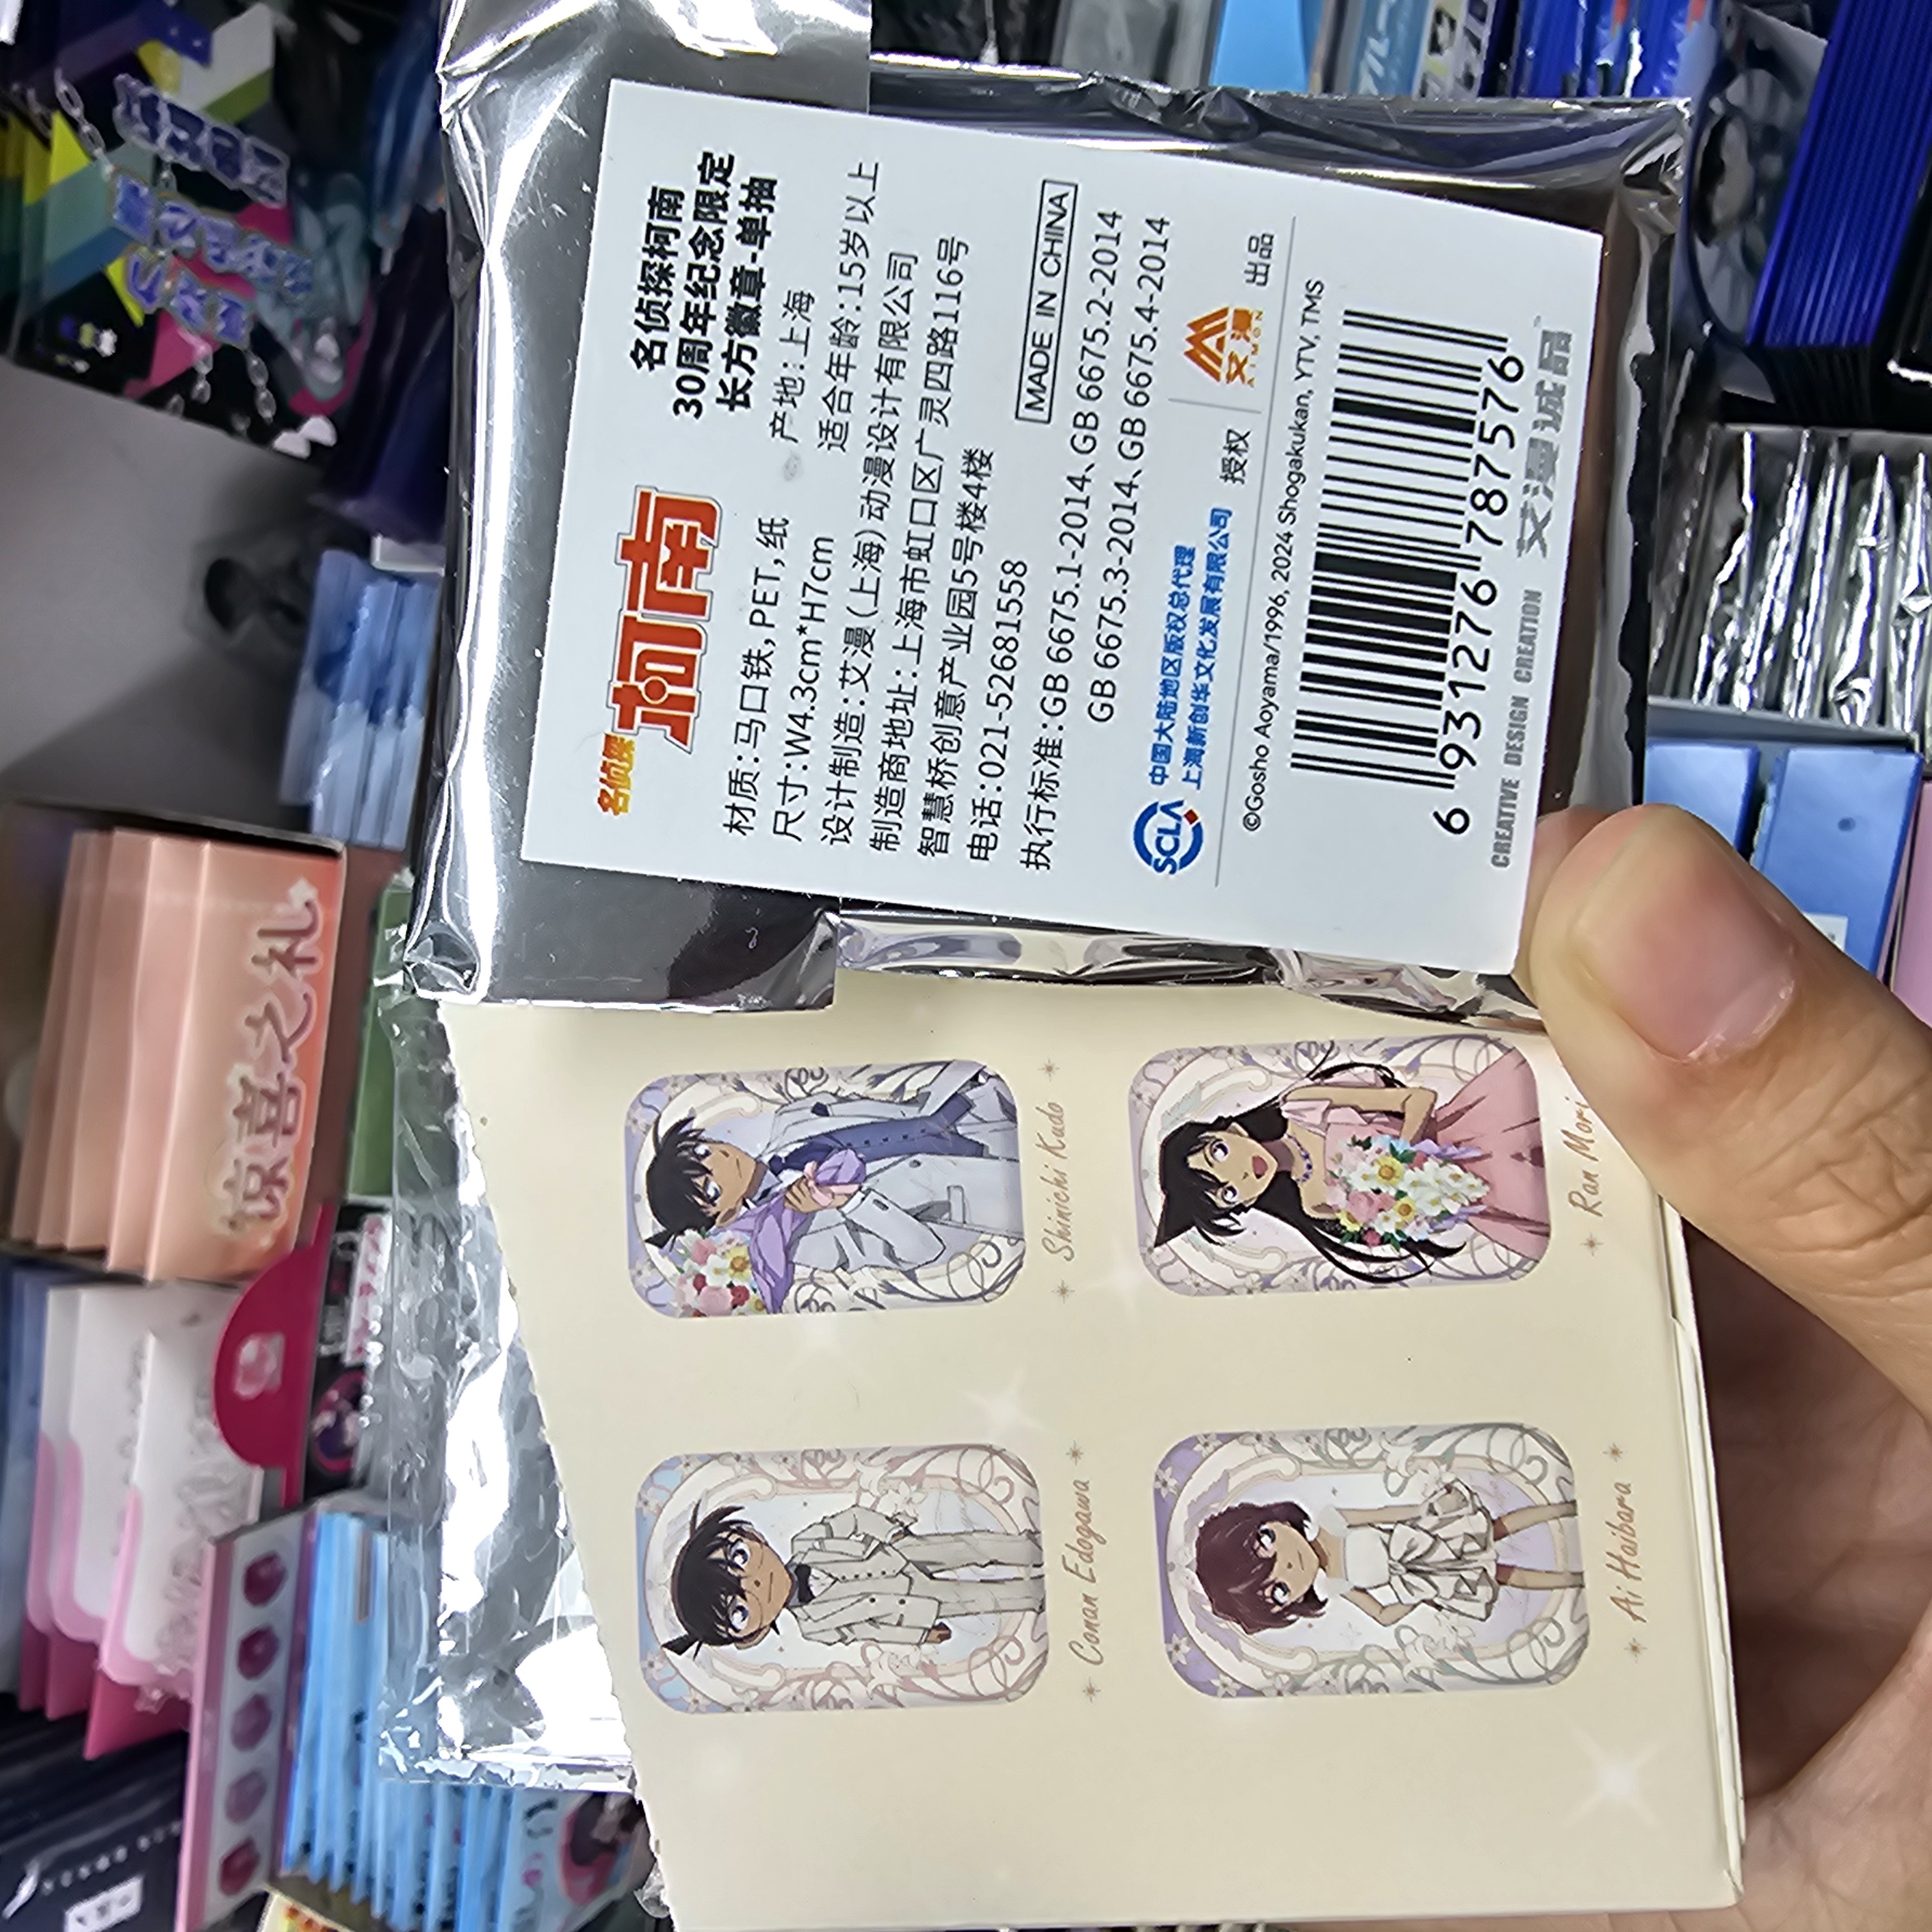 名侦探
柯南
名侦探柯南
30周年纪念限定
长方徽章-单抽
材质:马口铁,PET,纸
产地:上海
尺寸:W4.3cm*H7cm
适合年龄:15岁以上
设计制造:艾漫(上海)动漫设计有限公司
制造商地址:上海市虹口区广灵四路116号
智慧桥创意产业园5号楼4楼
电话:021-52681558
MADE IN CHINA
执行标准:GB 6675.1-2014、GB 6675.2-2014
GB 6675.3-2014、GB 6675.4-2014
SCLA
中国大陆地区版权总代理
上海新创华文化发展有限公司
授权
艾漫
AIMON
出品
©Gosho Aoyama/1996, 2024 Shogakukan, YTV, TMS
6 931276 787576
CREATIVE DESIGN CREATION 艾漫诚品
Shinichi Kudo
Ran Mori
Conan Edogawa
Ai Haibara
惊喜之礼